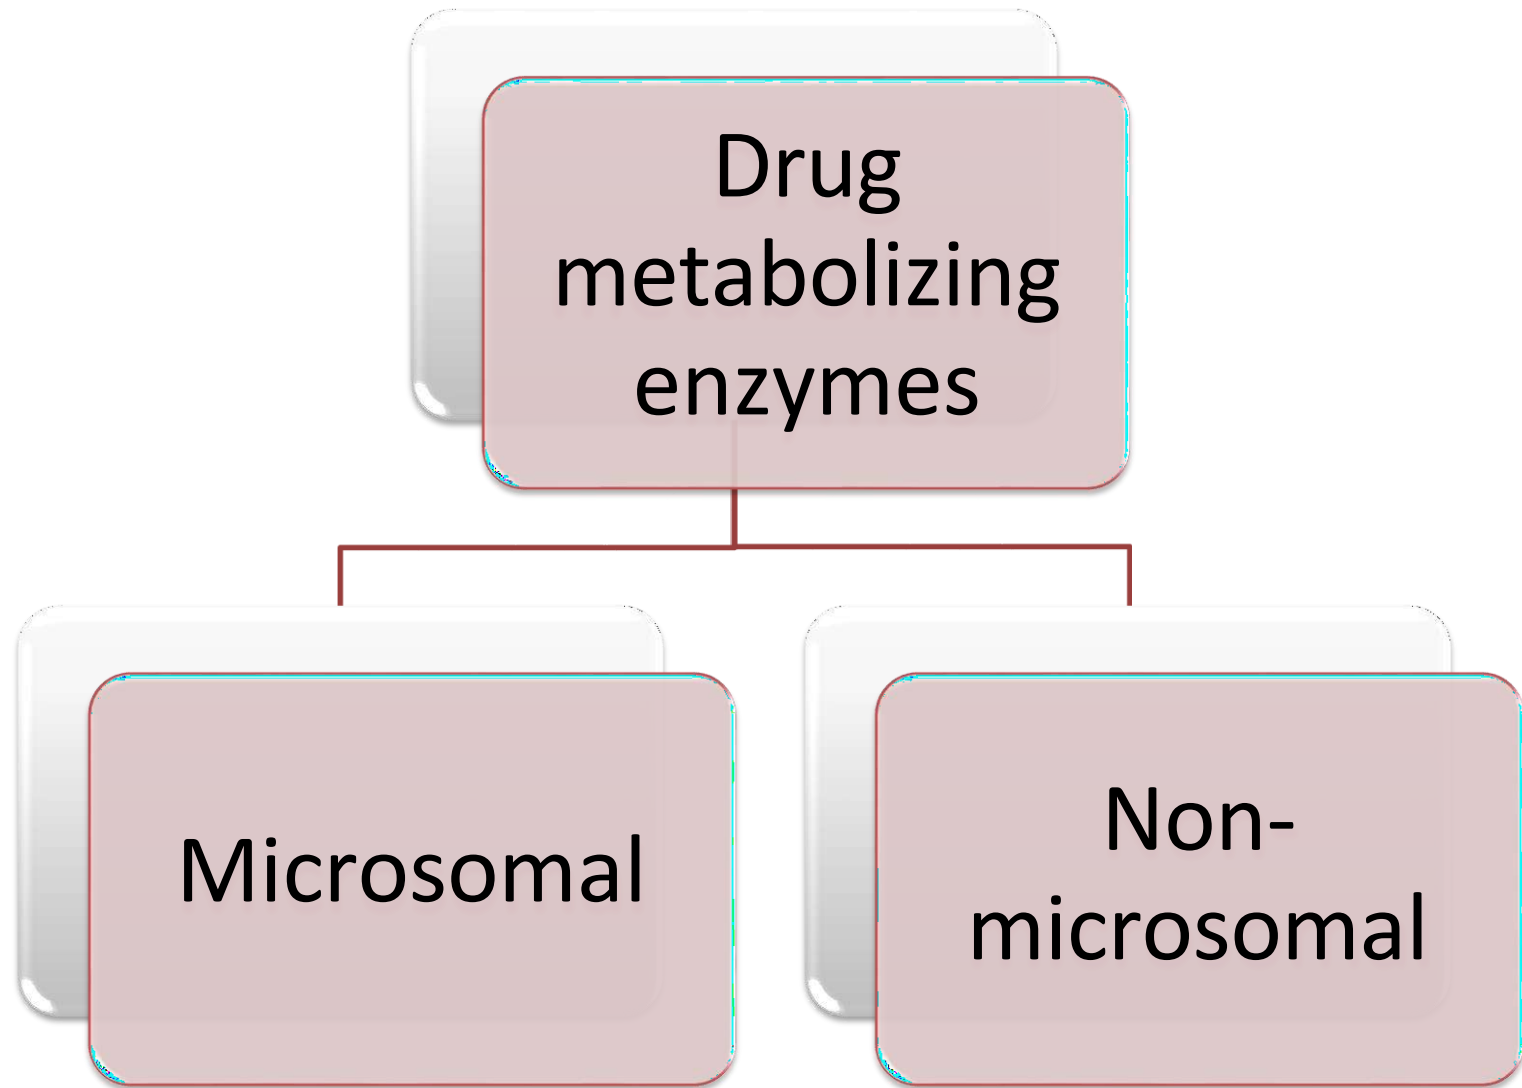 Drug
metabolizing
enzymes
Microsomal
Non-
microsomal